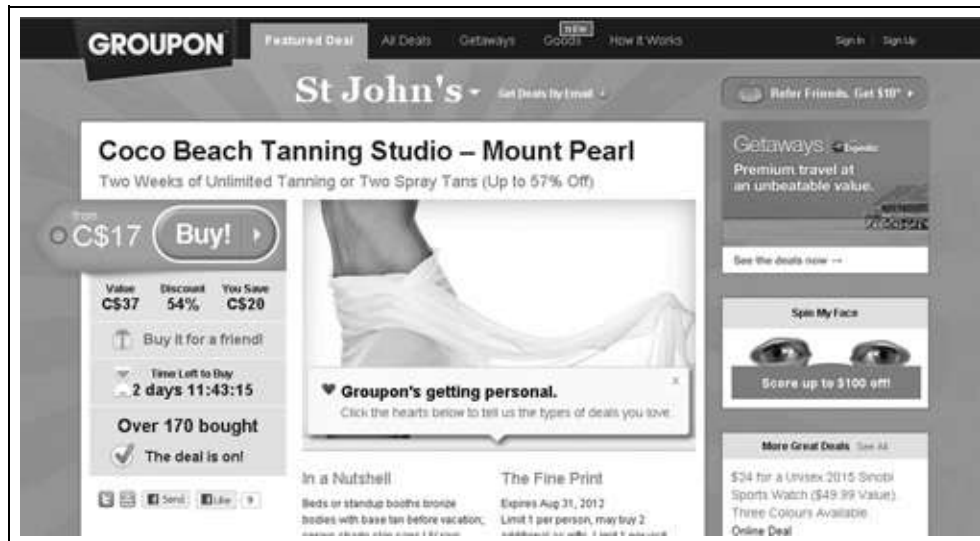 GROUPON
Featured Deal
All Deals
Getaways
Goods
NEW
How It Works
Sign In
Sign Up
St John's
Get Deals By Email
Refer Friends, Get $10*
Coco Beach Tanning Studio – Mount Pearl
Two Weeks of Unlimited Tanning or Two Spray Tans (Up to 57% Off)
from
C$17
Buy!
Value Discount You Save
C$37 54% C$20
Buy it for a friend!
Time Left to Buy
2 days 11:43:15
Over 170 bought
The deal is on!
Send
Like
9
Groupon's getting personal.
x
Click the hearts below to tell us the types of deals you love.
In a Nutshell
Beds or standup booths bronze
bodies with base tan before vacation;
The Fine Print
Expires Aug 31, 2012
Limit 1 per person, may buy 2
Getaways
Expedia
Premium travel at
an unbeatable value.
See the deals now →
Spin My Face
Score up to $100 off!
More Great Deals See All
$24 for a Unisex 2015 Sinobi
Sports Watch ($49.99 Value).
Three Colours Available
Online Deal